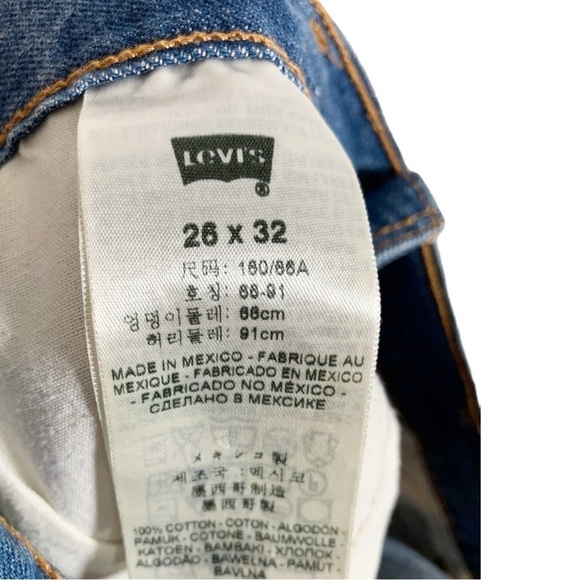 Levi's
®
26 x 32
尺码: 160/66A
호칭: 66-91
엉덩이둘레: 66cm
허리둘레: 91cm
MADE IN MEXICO - FABRIQUE AU
MEXIQUE - FABRICADO EN MEXICO
- FABRICADO NO MÉXICO -
СДЕЛАНО В МЕКСИКЕ
メキシコ製
제조국: 멕시코
墨西哥制造
墨西哥製
100% COTTON - COTON - ALGODÓN -
PAMUK - COTONE - BAUMWOLLE -
KATOEN - BAMBAKI - ХЛОПОК -
ALGODÃO - BAWEŁNA - PAMUT -
BAVLNA